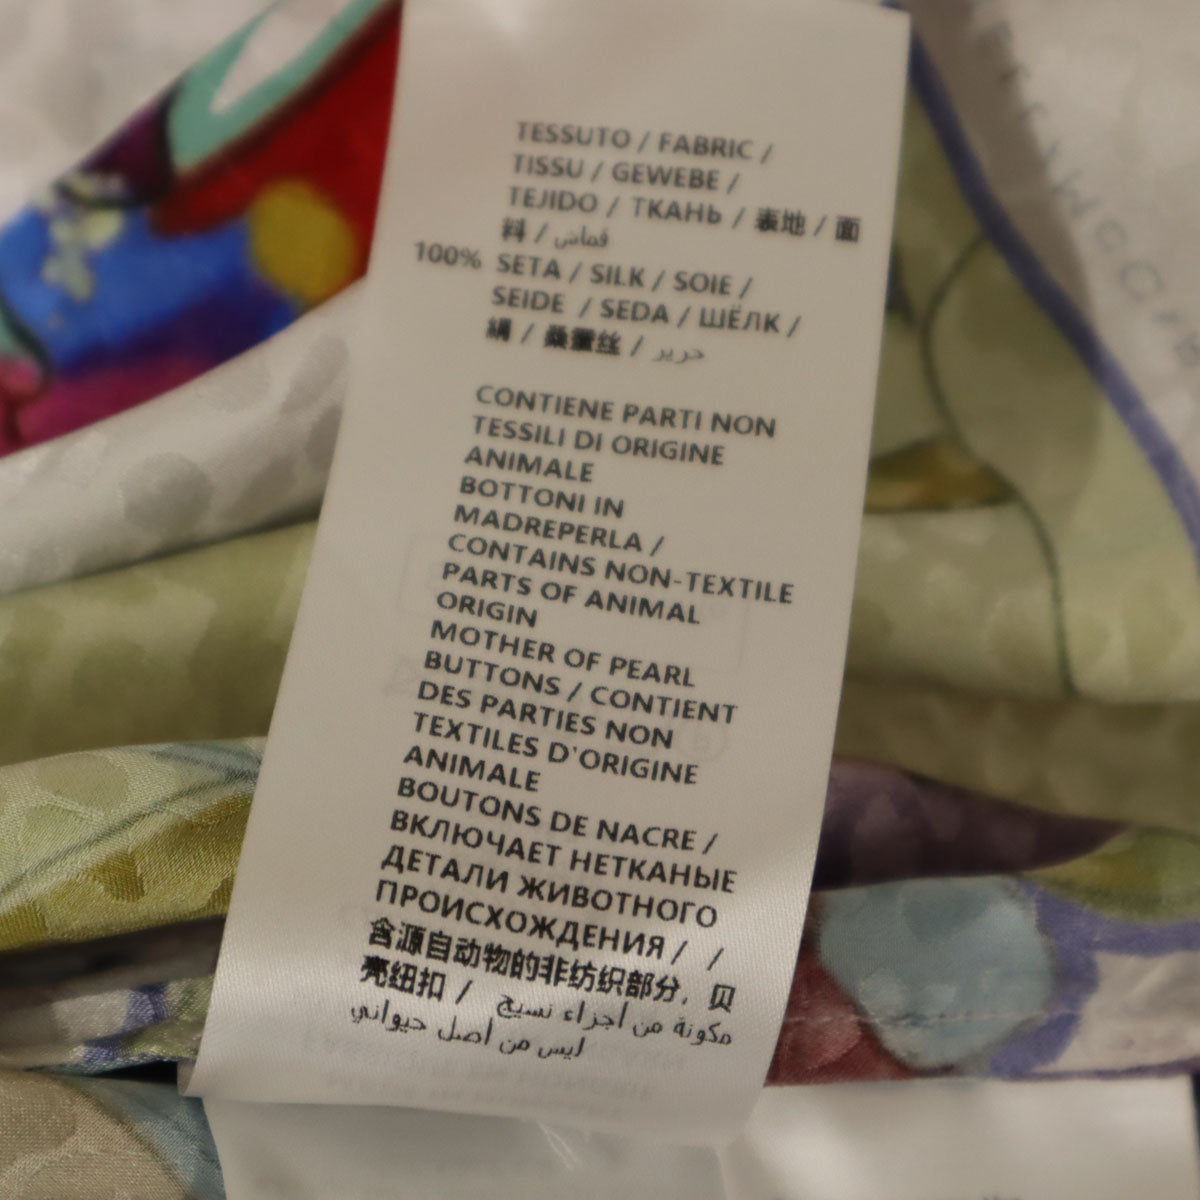 TESSUTO / FABRIC /
TISSU / GEWEBE /
TEJIDO / ТКАНЬ / 表地 / 面
料 / قماش
100% SETA / SILK / SOIE /
SEIDE / SEDA / ШЁЛК /
絹 / 桑蚕丝 / حرير
CONTIENE PARTI NON
TESSILI DI ORIGINE
ANIMALE
BOTTONI IN
MADREPERLA /
CONTAINS NON-TEXTILE
PARTS OF ANIMAL
ORIGIN
MOTHER OF PEARL
BUTTONS / CONTIENT
DES PARTIES NON
TEXTILES D'ORIGINE
ANIMALE
BOUTONS DE NACRE /
ВКЛЮЧАЕТ НЕТКАНЫЕ
ДЕТАЛИ ЖИВОТНОГО
ПРОИСХОЖДЕНИЯ / /
含源自动物的非纺织部分, 贝
壳纽扣 / مكونة من أجزاء نسيج
ليس من أصل حيواني